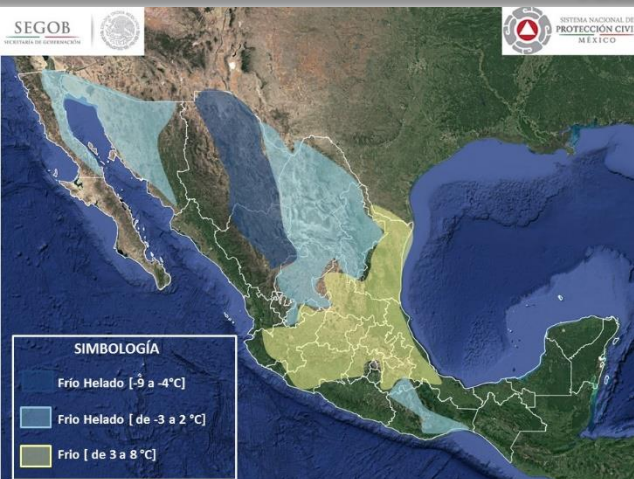 SEGOB
SECRETARÍA DE GOBERNACIÓN
SISTEMA NACIONAL DE
PROTECCIÓN CIVI
MÉXICO
SIMBOLOGÍA
Frío Helado [-9 a -4°C]
Frio Helado [ de -3 a 2 °C]
Frio [ de 3 a 8 °C]